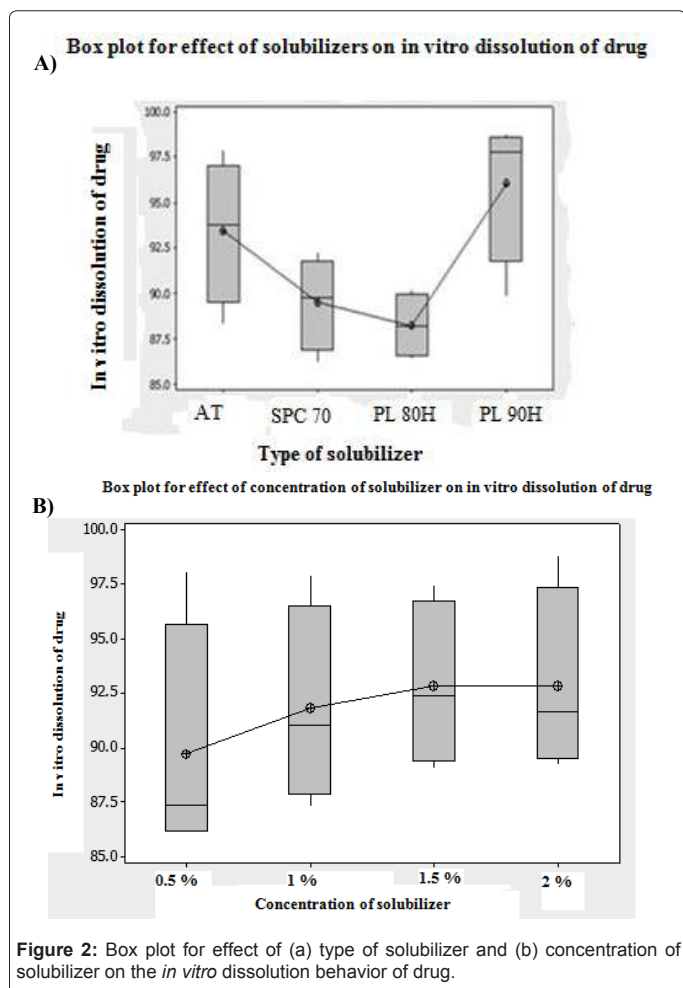 Box plot for effect of solubilizers on in vitro dissolution of drug
A)
100.0
97.5
95.0
92.5
90.0
87.5
85.0
In vitro dissolution of drug
AT SPC 70 PL 80H PL 90H
Type of solubilizer
Box plot for effect of concentration of solubilizer on in vitro dissolution of drug
B)
100.0
97.5
95.0
92.5
90.0
87.5
85.0
In vitro dissolution of drug
0.5 % 1 % 1.5 % 2 %
Concentration of solubilizer
Figure 2: Box plot for effect of (a) type of solubilizer and (b) concentration of
solubilizer on the in vitro dissolution behavior of drug.